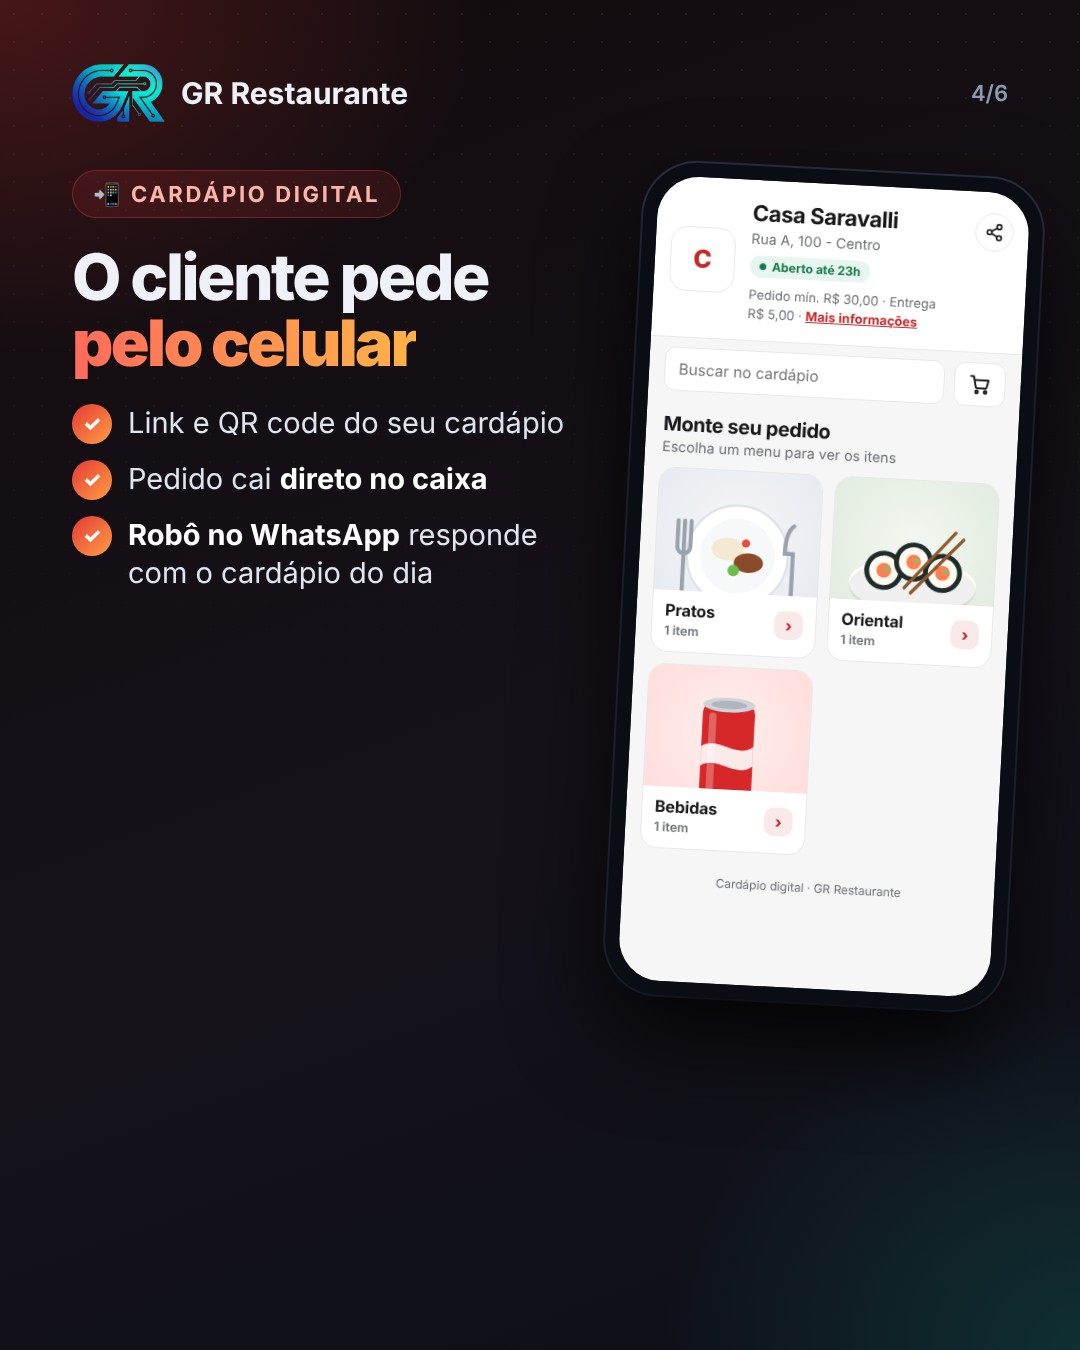 GR
GR Restaurante
4/6
CARDÁPIO DIGITAL
O cliente pede
pelo celular
Link e QR code do seu cardápio
Pedido cai direto no caixa
Robô no WhatsApp responde
com o cardápio do dia
C
Casa Saravalli
Rua A, 100 - Centro
Aberto até 23h
Pedido mín. R$ 30,00 · Entrega
R$ 5,00 · Mais informações
Buscar no cardápio
Monte seu pedido
Escolha um menu para ver os itens
Pratos
1 item
Oriental
1 item
Bebidas
1 item
Cardápio digital · GR Restaurante